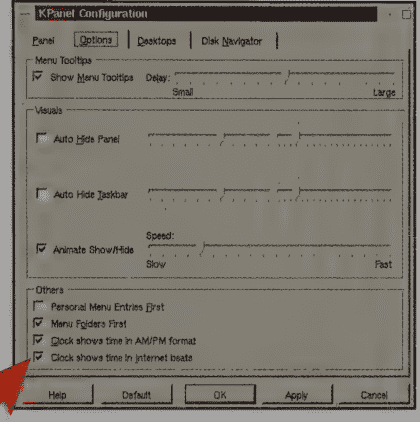 KPanel Configuration
Panel Options Desktops Disk Navigator
Menu Tooltips
Show Menu Tooltips Delay:
Small Large
Visuals
Auto Hide Panel
Auto Hide Taskbar
Speed:
Animate Show/Hide
Slow Fast
Others
Personal Menu Entries First
Menu Folders First
Clock shows time in AM/PM format
Clock shows time in internet beats
Help Default OK Apply Cancel